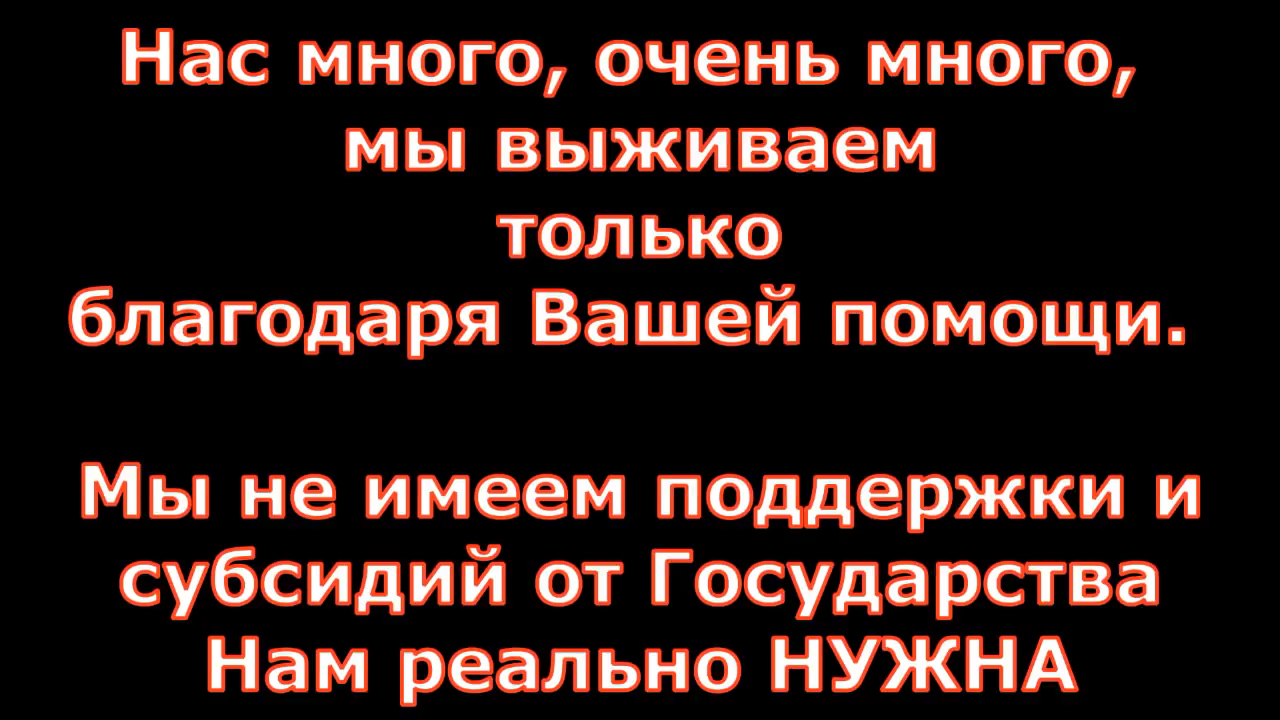 Нас много, очень много,
мы выживаем
только
благодаря Вашей помощи.
Мы не имеем поддержки и
субсидий от Государства
Нам реально НУЖНА